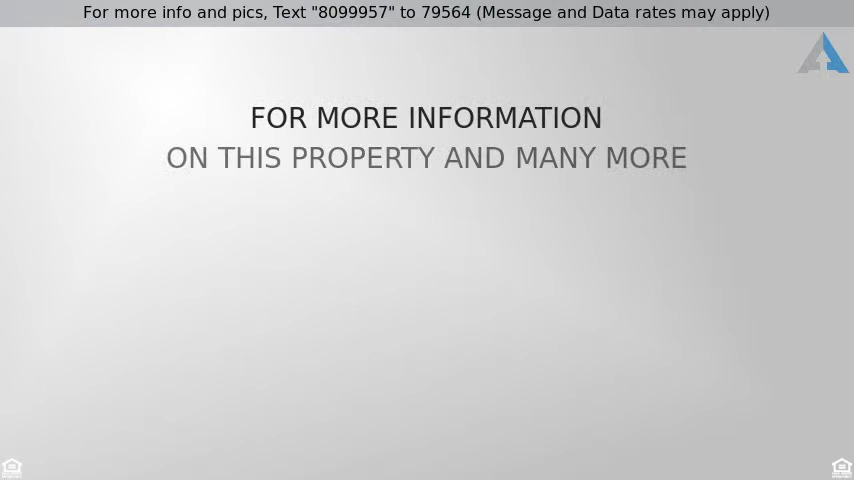 For more info and pics, Text "8099957" to 79564 (Message and Data rates may apply)
FOR MORE INFORMATION
ON THIS PROPERTY AND MANY MORE